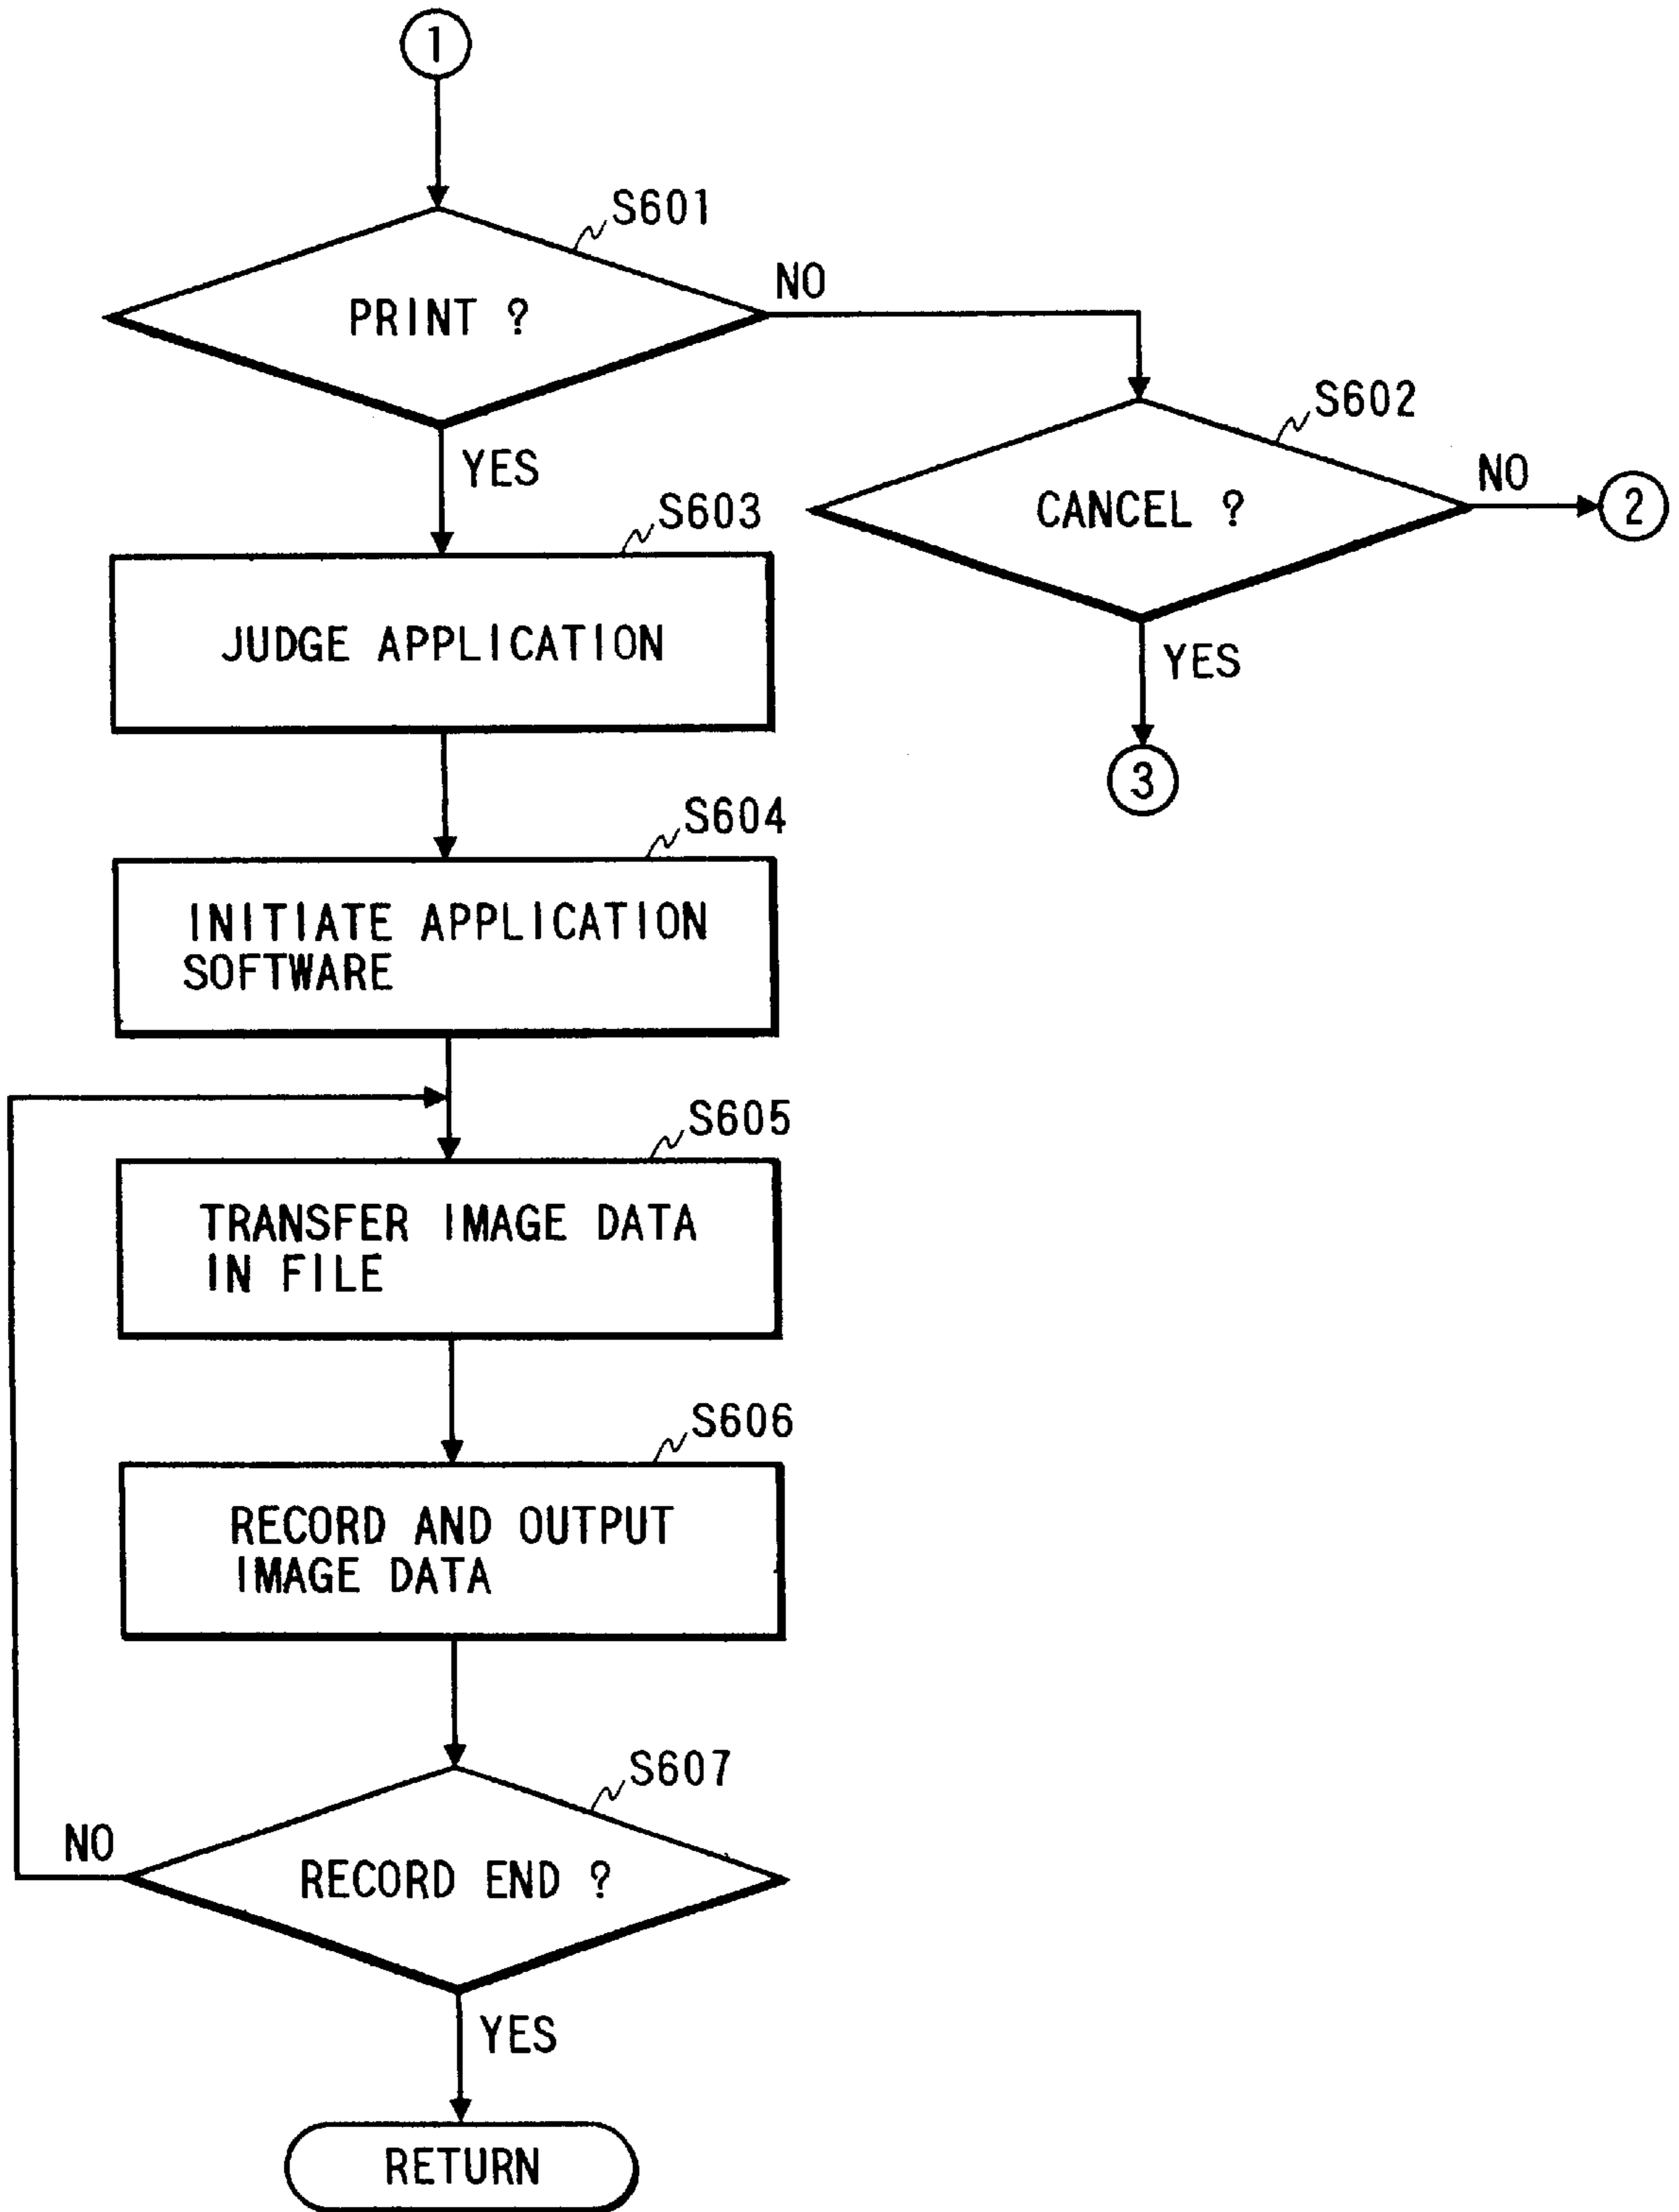 1
S601
PRINT ?
NO
S602
CANCEL ?
NO
2
YES
3
YES
S603
JUDGE APPLICATION
S604
INITIATE APPLICATION
SOFTWARE
S605
TRANSFER IMAGE DATA
IN FILE
S606
RECORD AND OUTPUT
IMAGE DATA
S607
NO
RECORD END ?
YES
RETURN